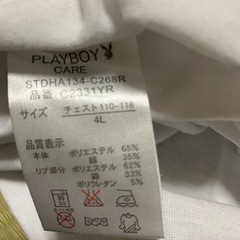 PLAYBOY
CARE
STDHA134-C268R
品番 CZ331YR
サイズ チェスト110-118
4L
品質表示
本体 ポリエステル 65%
綿 35%
リブ部分 ポリエステル 62%
綿 33%
ポリウレタン 5%